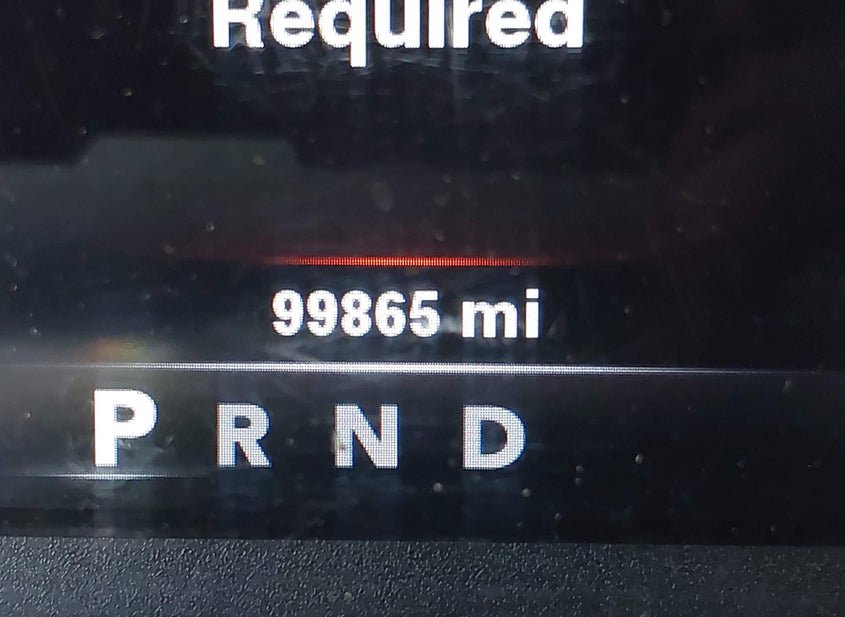 Required
99865 mi
P R N D